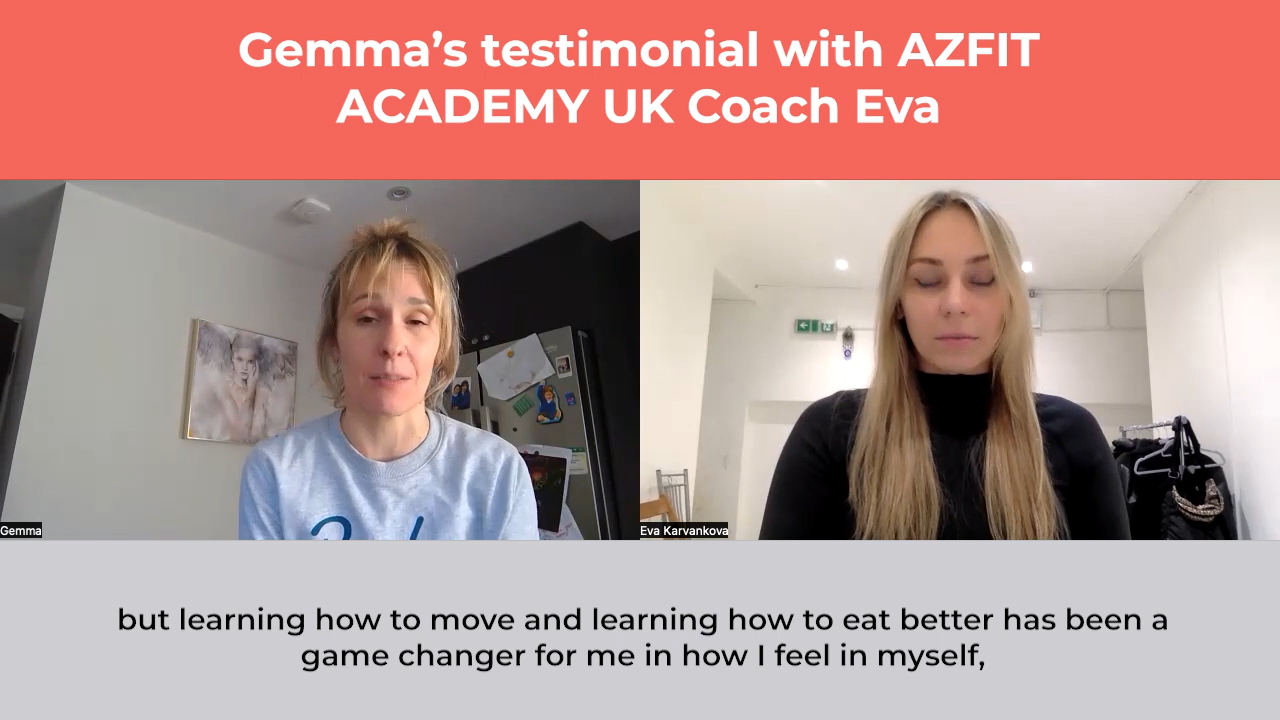 Gemma’s testimonial with AZFIT
ACADEMY UK Coach Eva
Gemma
Eva Karvankova
but learning how to move and learning how to eat better has been a
game changer for me in how I feel in myself,